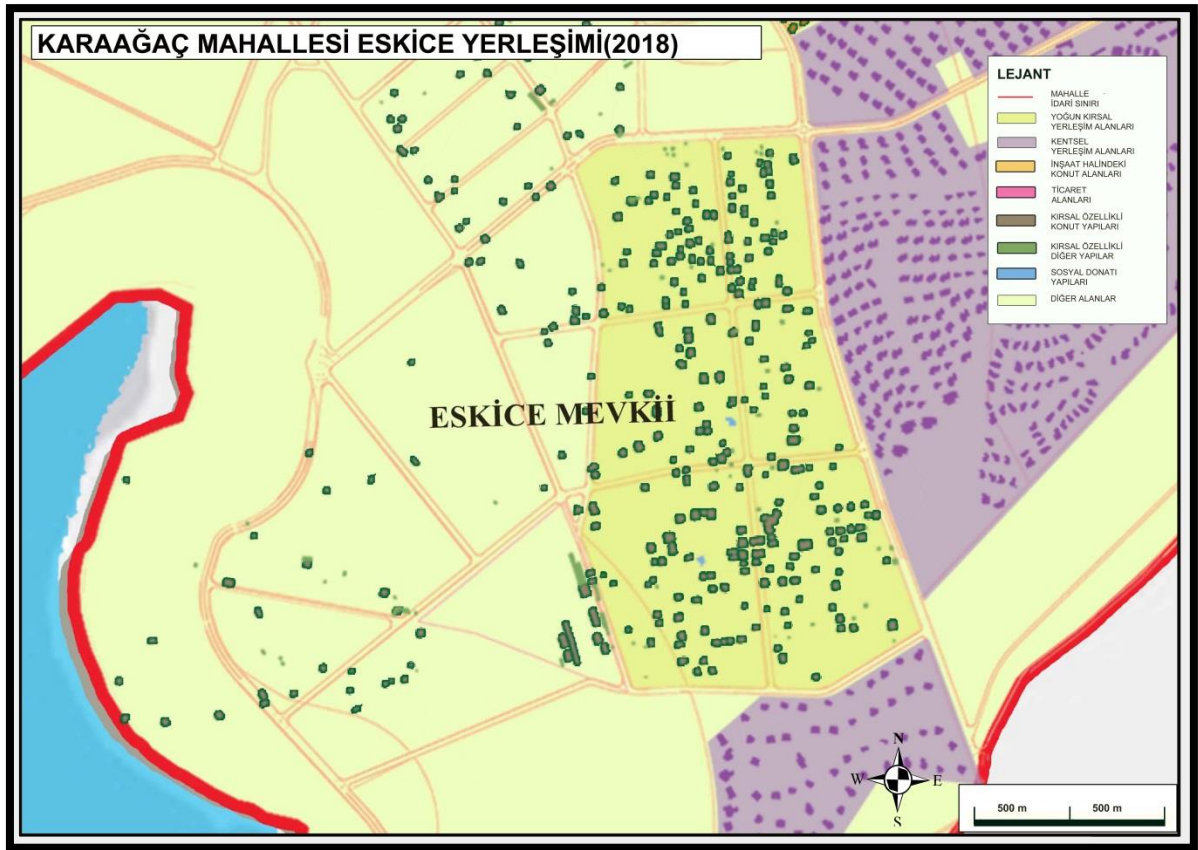 KARAAĞAÇ MAHALLESİ ESKİCE YERLEŞİMİ(2018)
LEJANT
MAHALLE
İDARİ SINIRI
YOĞUN KIRSAL
YERLEŞİM ALANLARI
KENTSEL
YERLEŞİM ALANLARI
İNŞAAT HALİNDEKİ
KONUT ALANLARI
TİCARET
ALANLARI
KIRSAL ÖZELLİKLİ
KONUT YAPILARI
KIRSAL ÖZELLİKLİ
DİĞER YAPILAR
SOSYAL DONATI
YAPILARI
DİĞER ALANLAR
ESKİCE MEVKİİ
N
W E
S
500 m 500 m